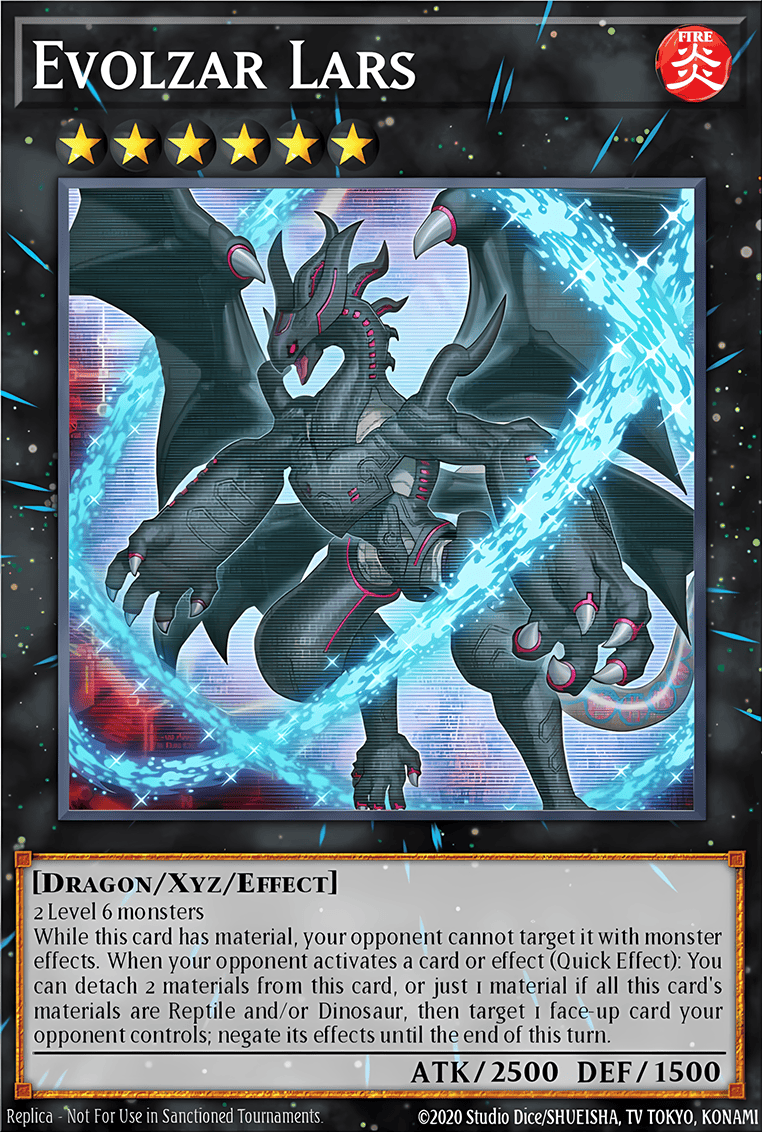 Evolzar Lars
FIRE
炎
[Dragon/Xyz/Effect]
2 Level 6 monsters
While this card has material, your opponent cannot target it with monster
effects. When your opponent activates a card or effect (Quick Effect): You
can detach 2 materials from this card, or just 1 material if all this card's
materials are Reptile and/or Dinosaur, then target 1 face-up card your
opponent controls; negate its effects until the end of this turn.
ATK/2500 DEF/1500
Replica - Not For Use in Sanctioned Tournaments.
©2020 Studio Dice/SHUEISHA, TV TOKYO, KONAMI